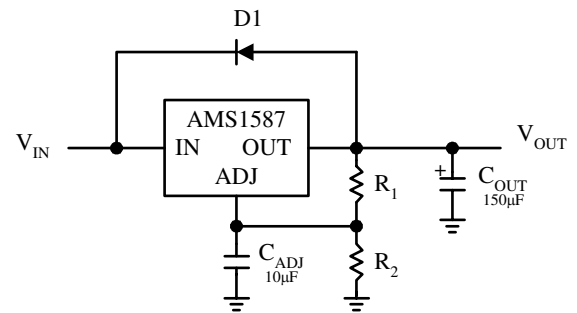 D1
AMS1587
V_IN
IN OUT
ADJ
V_OUT
R_1
+
C_OUT
150µF
C_ADJ
10µF
R_2